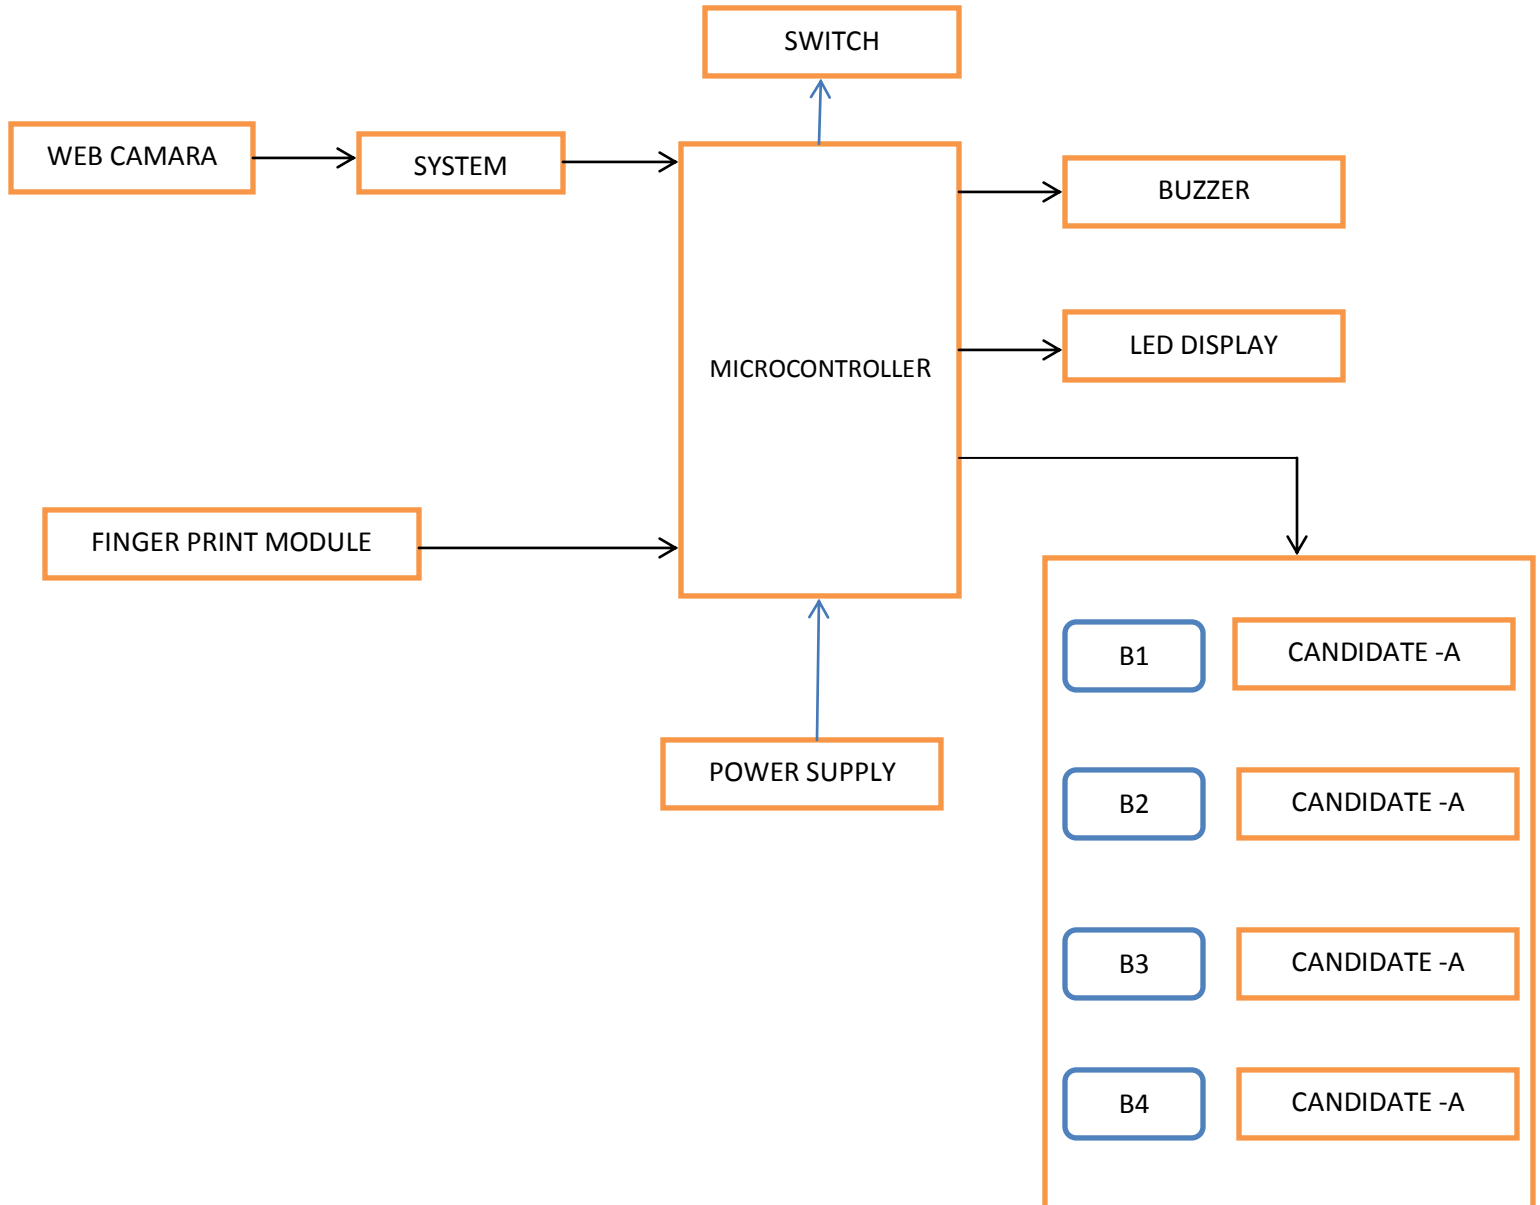 SWITCH
WEB CAMARA
SYSTEM
BUZZER
LED DISPLAY
MICROCONTROLLER
FINGER PRINT MODULE
POWER SUPPLY
B1
CANDIDATE -A
B2
CANDIDATE -A
B3
CANDIDATE -A
B4
CANDIDATE -A